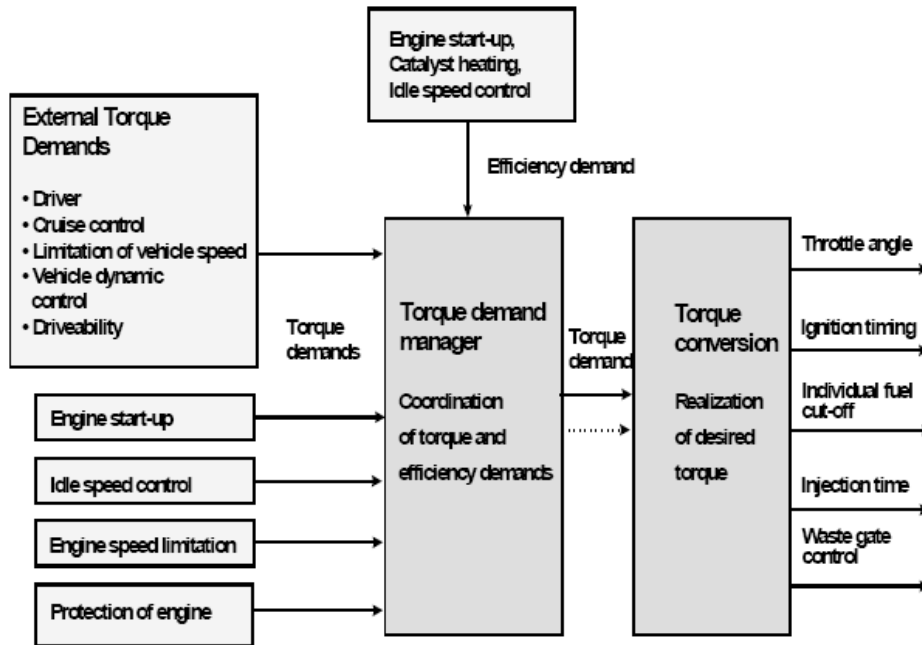 Engine start-up,
Catalyst heating,
Idle speed control
External Torque
Demands
• Driver
• Cruise control
• Limitation of vehicle speed
• Vehicle dynamic
control
• Driveability
Efficiency demand
Torque
demands
Engine start-up
Idle speed control
Engine speed limitation
Protection of engine
Torque demand
manager
Coordination
of torque and
efficiency demands
Torque
demand
Torque
conversion
Realization
of desired
torque
Throttle angle
Ignition timing
Individual fuel
cut-off
Injection time
Waste gate
control